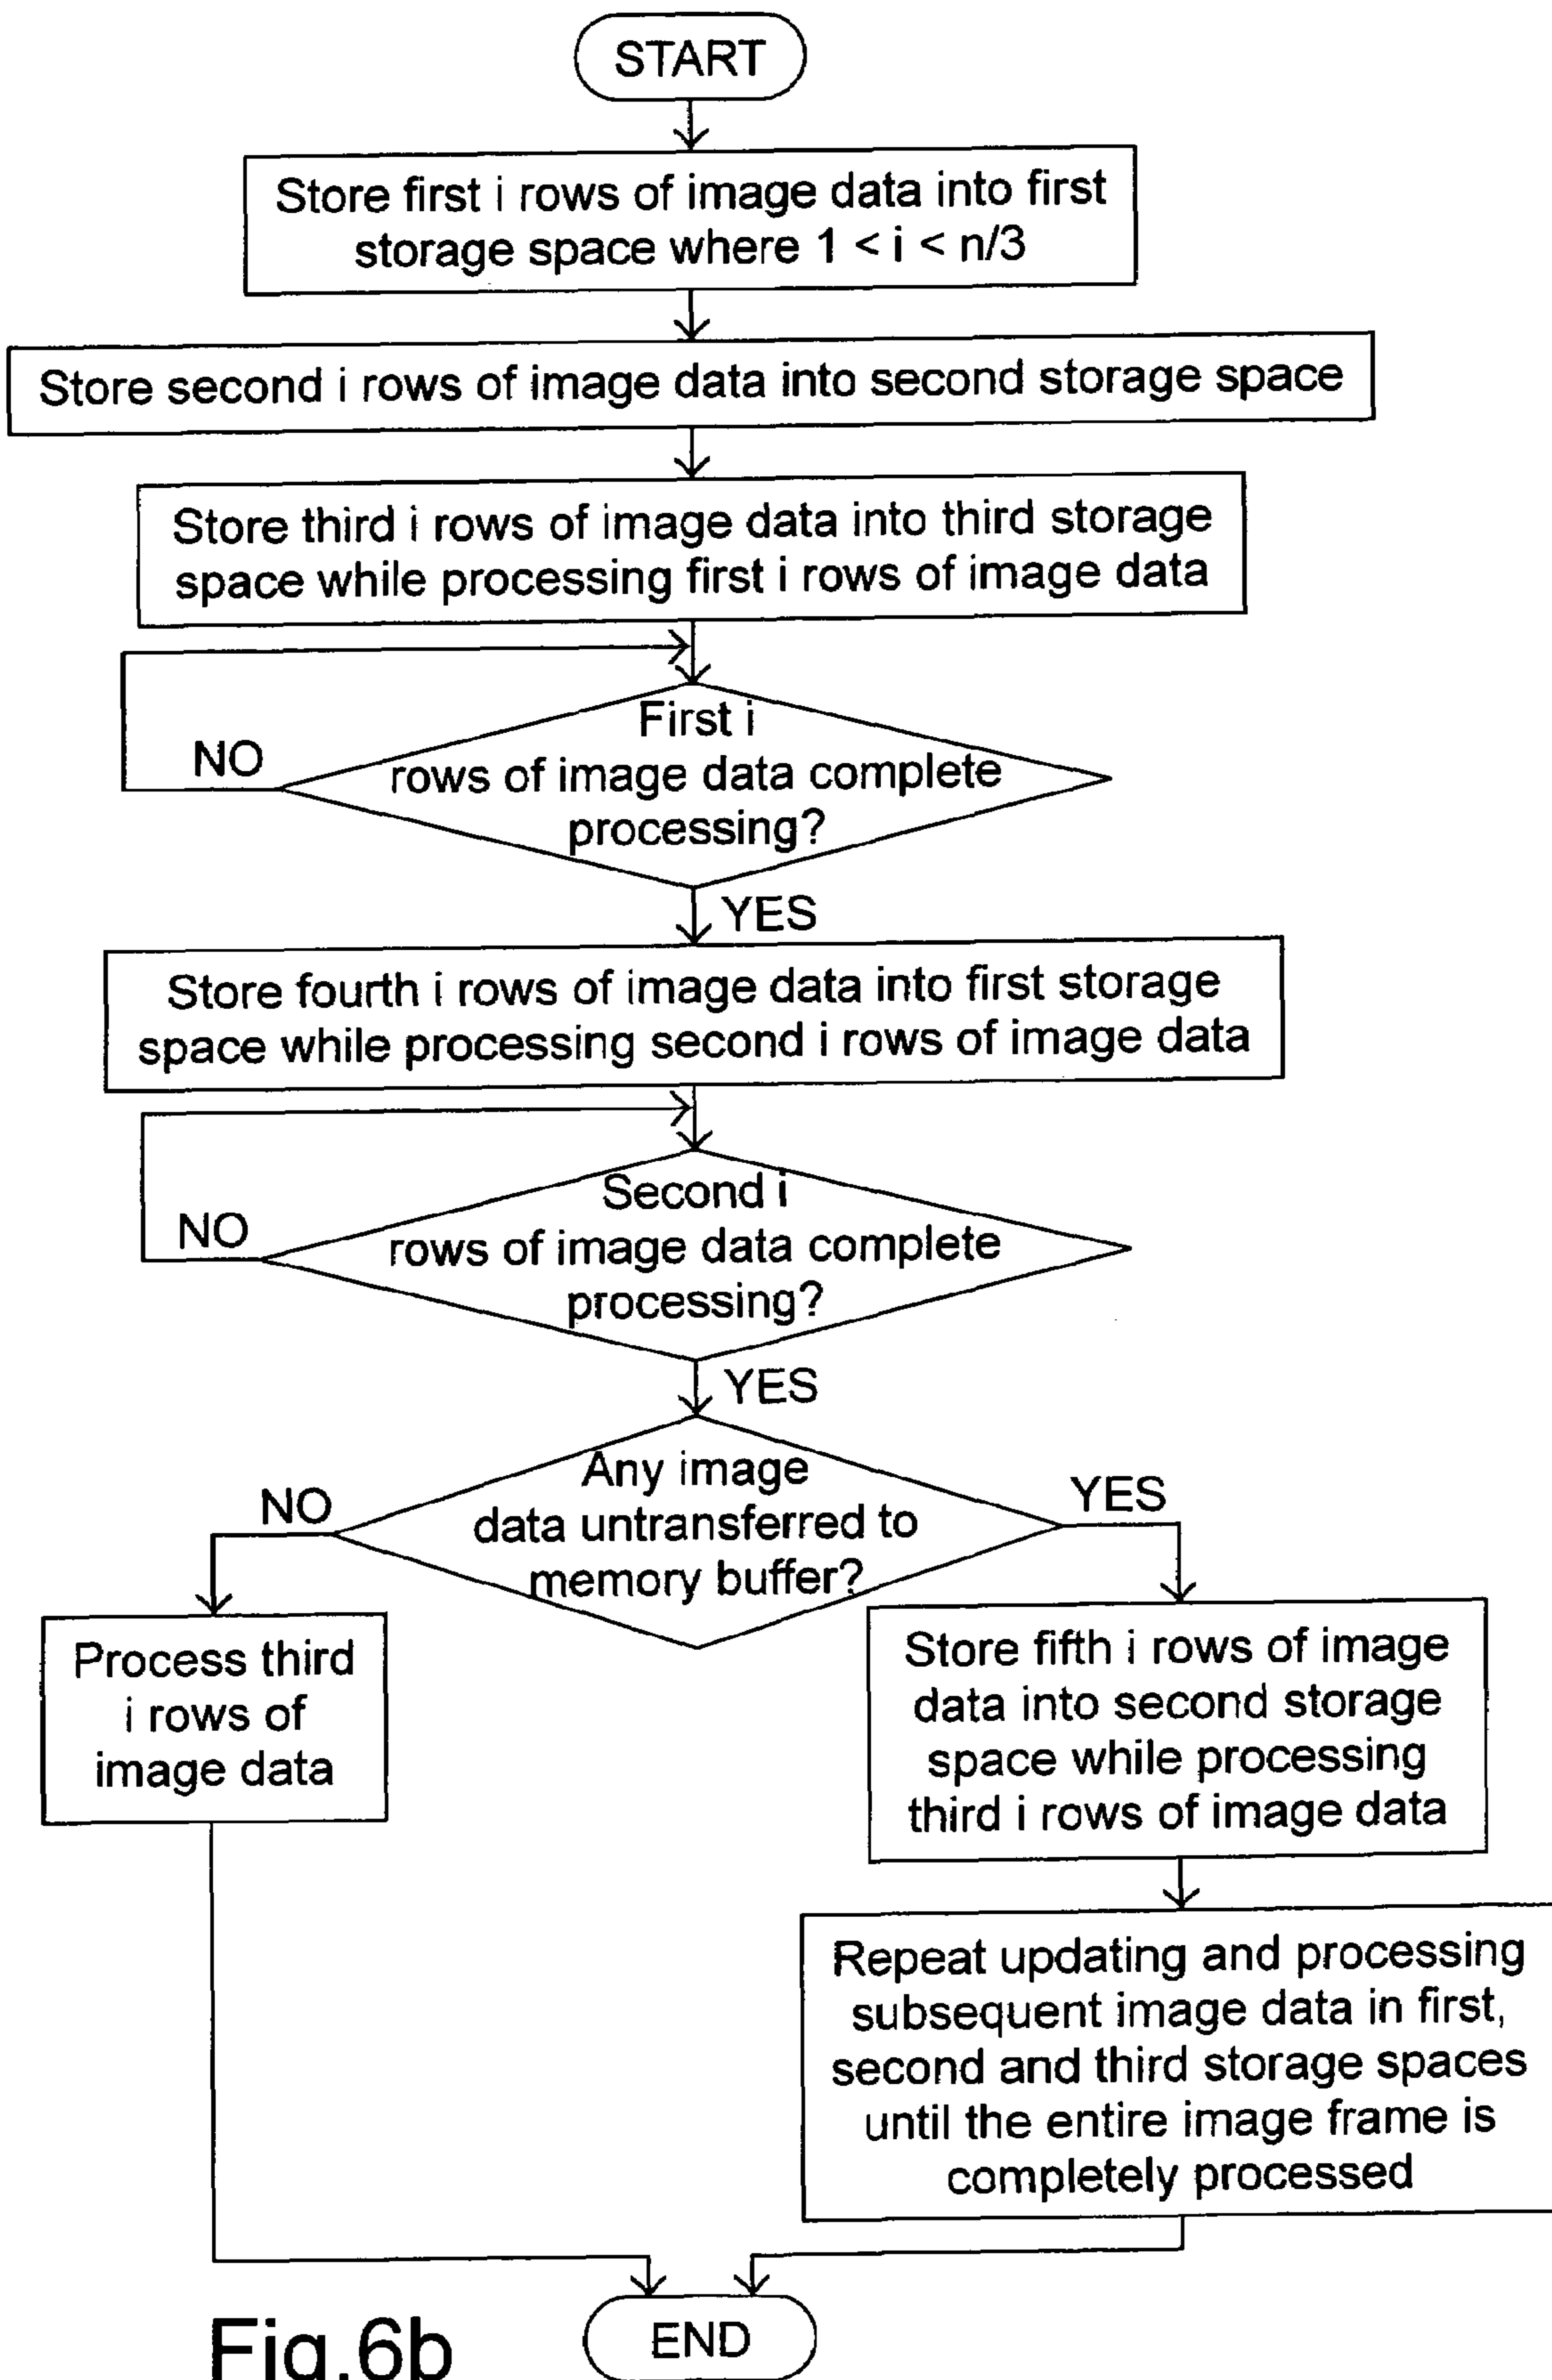 START
Store first i rows of image data into first
storage space where 1 < i < n/3
Store second i rows of image data into second storage space
Store third i rows of image data into third storage
space while processing first i rows of image data
First i
NO
rows of image data complete
processing?
YES
Store fourth i rows of image data into first storage
space while processing second i rows of image data
Second i
NO
rows of image data complete
processing?
YES
Any image
NO
YES
data untransferred to
memory buffer?
Process third
i rows of
image data
Store fifth i rows of image
data into second storage
space while processing
third i rows of image data
Repeat updating and processing
subsequent image data in first,
second and third storage spaces
until the entire image frame is
completely processed
END
Fig.6b